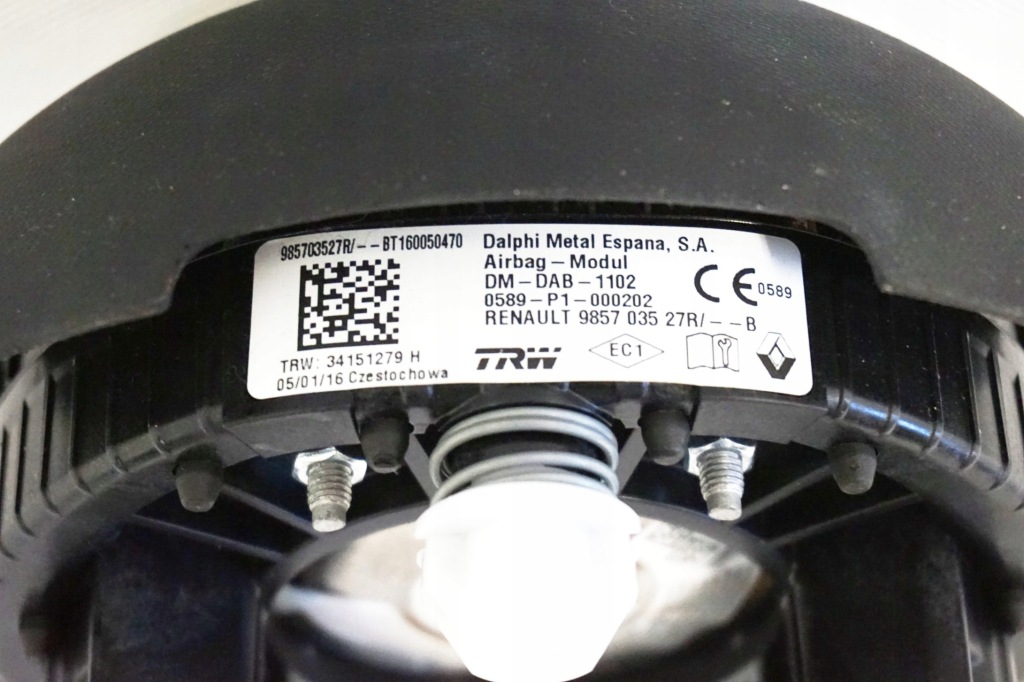 985703527R/--BT160050470
TRW: 34151279 H
05/01/16 Czestochowa
Dalphi Metal Espana, S.A.
Airbag-Modul
DM-DAB-1102
0589-P1-000202
RENAULT 9857 035 27R/--B
CE 0589
TRW
EC1